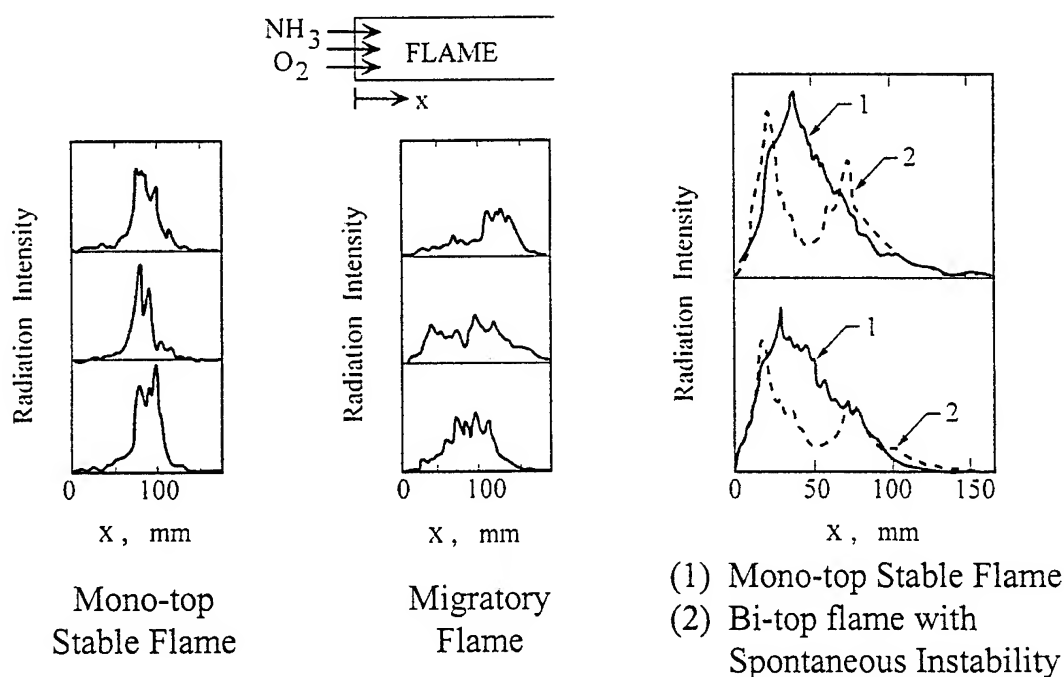 NH3
O2
FLAME
x
Radiation Intensity
0 100
x , mm
Mono-top
Stable Flame
Radiation Intensity
0 100
x , mm
Migratory
Flame
Radiation Intensity
1
2
1
2
0 50 100 150
x , mm
(1) Mono-top Stable Flame
(2) Bi-top flame with
Spontaneous Instability